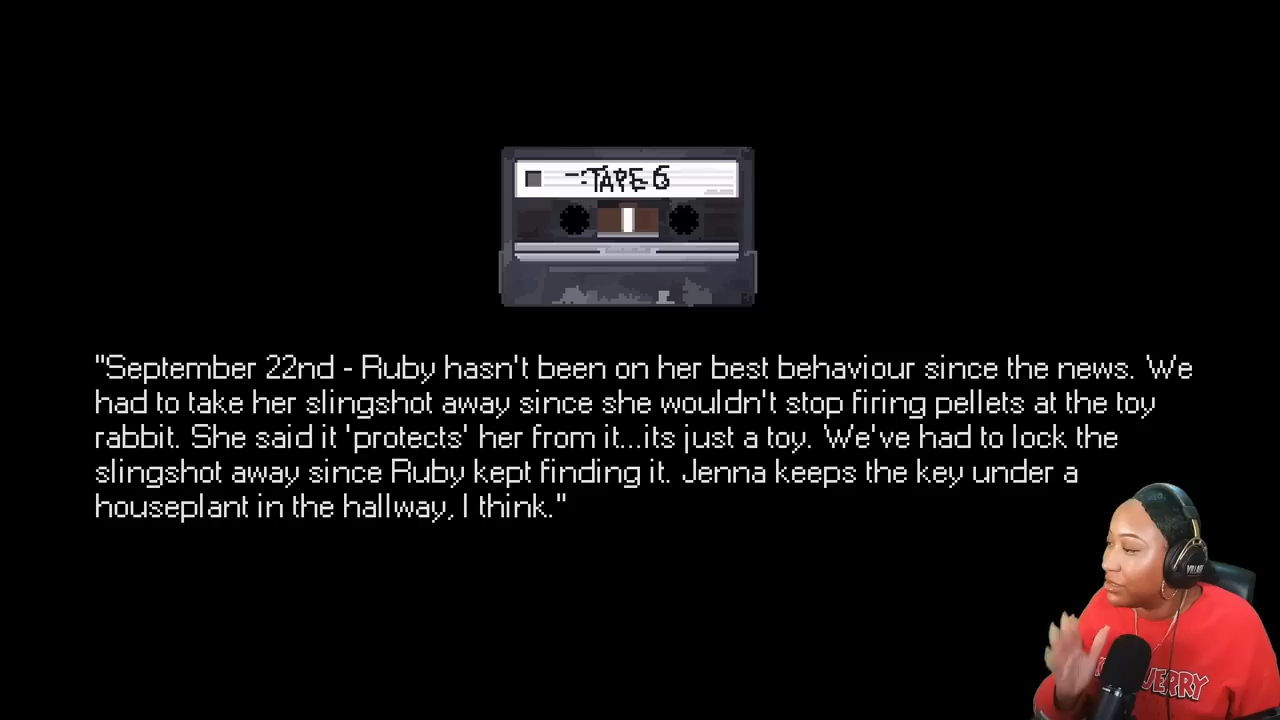 TAPE 6
"September 22nd - Ruby hasn't been on her best behaviour since the news. We
had to take her slingshot away since she wouldn't stop firing pellets at the toy
rabbit. She said it 'protects' her from it...its just a toy. We've had to lock the
slingshot away since Ruby kept finding it. Jenna keeps the key under a
houseplant in the hallway, I think."